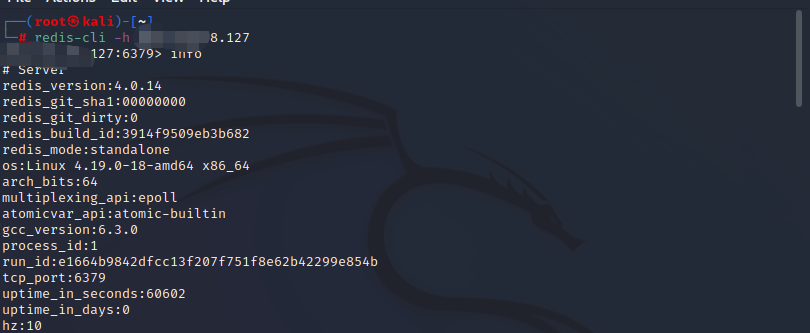 File Actions Edit View Help
┌──(root㉿kali)-[~]
└─# redis-cli -h 8.127
127:6379> info
# Server
redis_version:4.0.14
redis_git_sha1:00000000
redis_git_dirty:0
redis_build_id:3914f9509eb3b682
redis_mode:standalone
os:Linux 4.19.0-18-amd64 x86_64
arch_bits:64
multiplexing_api:epoll
atomicvar_api:atomic-builtin
gcc_version:6.3.0
process_id:1
run_id:e1664b9842dfcc13f207f751f8e62b42299e854b
tcp_port:6379
uptime_in_seconds:60602
uptime_in_days:0
hz:10